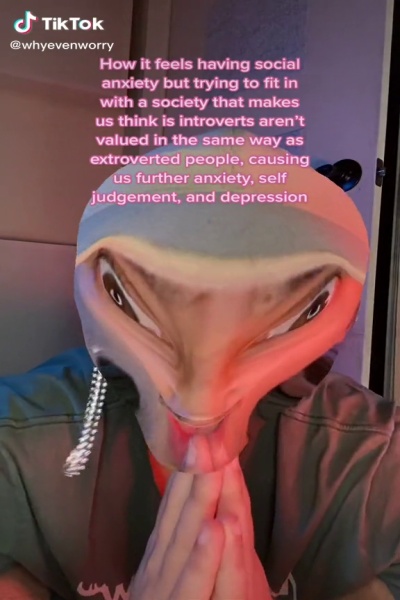 TikTok
@whyevenworry
How it feels having social
anxiety but trying to fit in
with a society that makes
us think is introverts aren't
valued in the same way as
extroverted people, causing
us further anxiety, self
judgement, and depression